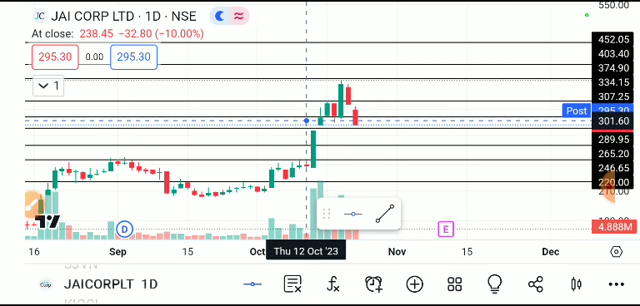 JC JAI CORP LTD · 1D · NSE
At close: 238.45 −32.80 (−10.00%)
295.30 0.00 295.30
1
550.00
452.05
403.40
374.90
334.15
307.25
Post 295.30
301.60
289.95
265.20
246.65
220.00
210.00
4.888M
D
E
16 Sep Oct Thu 12 Oct '23 Nov Dec
JAICORPLT 1D